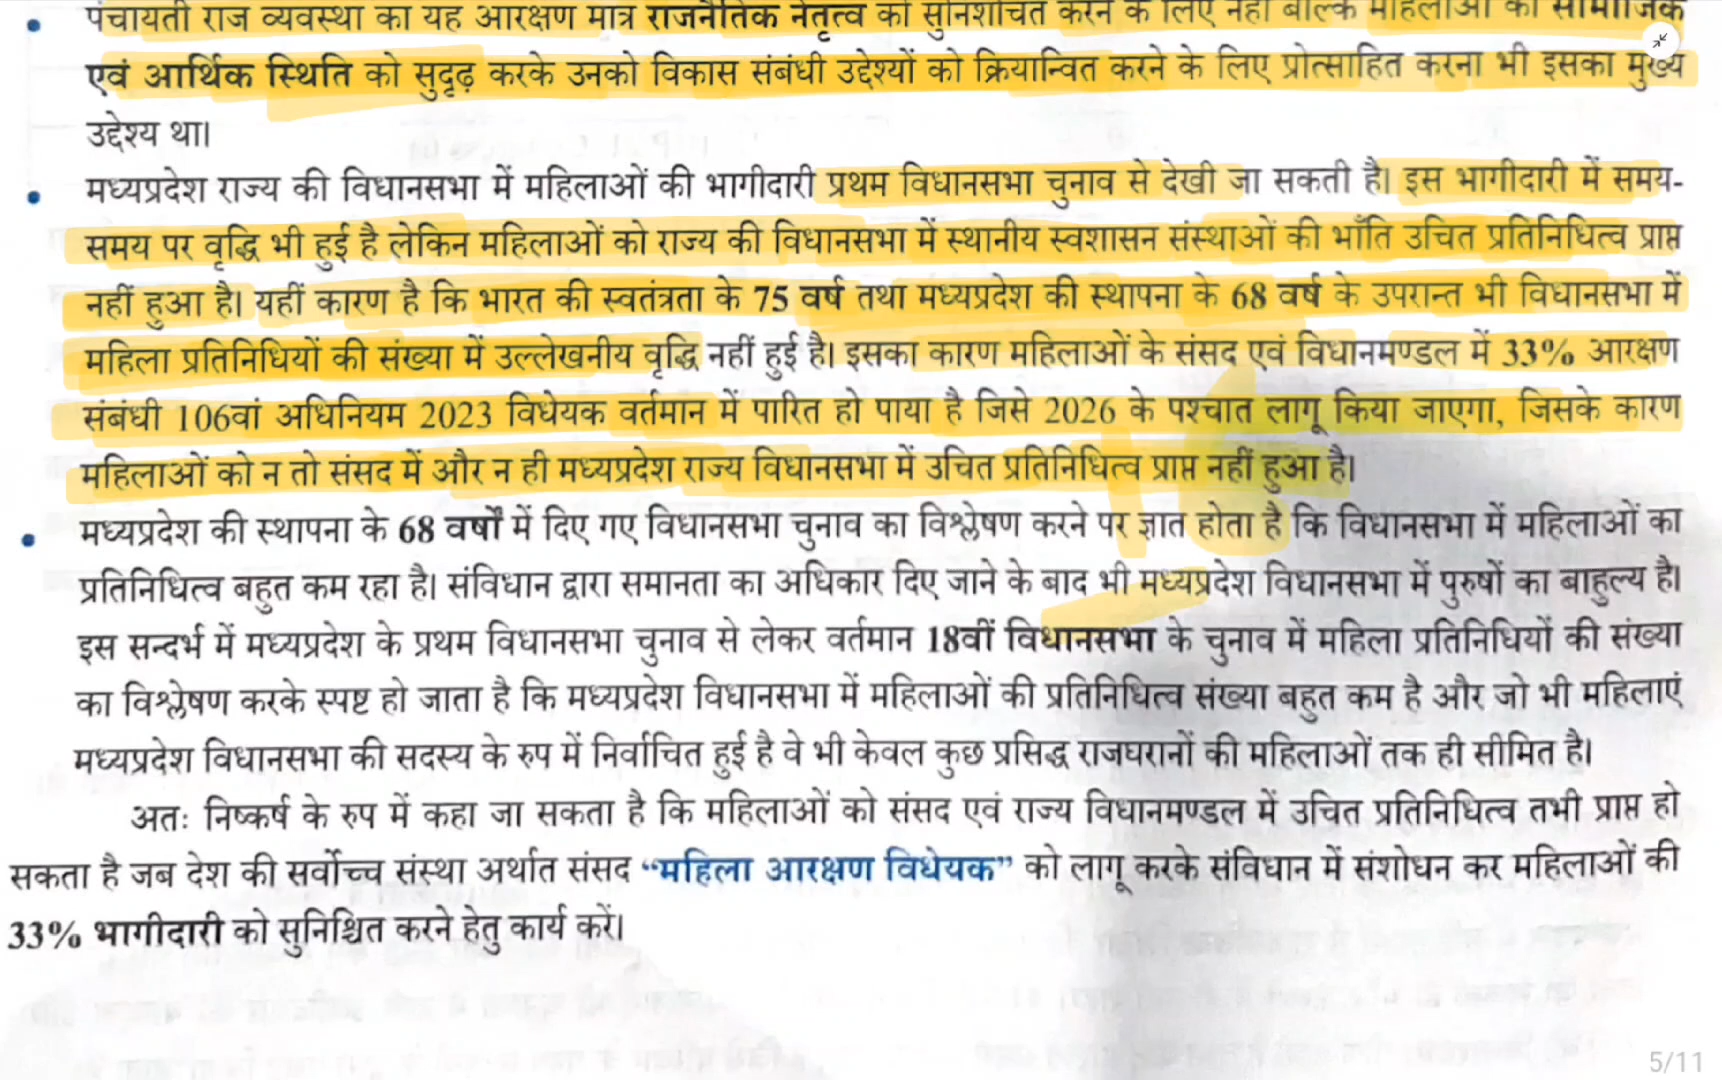 पंचायती राज व्यवस्था का यह आरक्षण मात्र राजनैतिक नेतृत्व को सुनिशचित करने के लिए नहीं बल्कि महिलाओं की सामाजिक
एवं आर्थिक स्थिति को सुदृढ़ करके उनको विकास संबंधी उद्देश्यों को क्रियान्वित करने के लिए प्रोत्साहित करना भी इसका मुख्य
उद्देश्य था।
मध्यप्रदेश राज्य की विधानसभा में महिलाओं की भागीदारी प्रथम विधानसभा चुनाव से देखी जा सकती है। इस भागीदारी में समय-
समय पर वृद्धि भी हुई है लेकिन महिलाओं को राज्य की विधानसभा में स्थानीय स्वशासन संस्थाओं की भाँति उचित प्रतिनिधित्व प्राप्त
नहीं हुआ है। यहीं कारण है कि भारत की स्वतंत्रता के 75 वर्ष तथा मध्यप्रदेश की स्थापना के 68 वर्ष के उपरान्त भी विधानसभा में
महिला प्रतिनिधियों की संख्या में उल्लेखनीय वृद्धि नहीं हुई है। इसका कारण महिलाओं के संसद एवं विधानमण्डल में 33% आरक्षण
संबंधी 106वां अधिनियम 2023 विधेयक वर्तमान में पारित हो पाया है जिसे 2026 के पश्चात लागू किया जाएगा, जिसके कारण
महिलाओं को न तो संसद में और न ही मध्यप्रदेश राज्य विधानसभा में उचित प्रतिनिधित्व प्राप्त नहीं हुआ है।
मध्यप्रदेश की स्थापना के 68 वर्षों में दिए गए विधानसभा चुनाव का विश्लेषण करने पर ज्ञात होता है कि विधानसभा में महिलाओं का
प्रतिनिधित्व बहुत कम रहा है। संविधान द्वारा समानता का अधिकार दिए जाने के बाद भी मध्यप्रदेश विधानसभा में पुरुषों का बाहुल्य है।
इस सन्दर्भ में मध्यप्रदेश के प्रथम विधानसभा चुनाव से लेकर वर्तमान 18वीं विधानसभा के चुनाव में महिला प्रतिनिधियों की संख्या
का विश्लेषण करके स्पष्ट हो जाता है कि मध्यप्रदेश विधानसभा में महिलाओं की प्रतिनिधित्व संख्या बहुत कम है और जो भी महिलाएं
मध्यप्रदेश विधानसभा की सदस्य के रुप में निर्वाचित हुई है वे भी केवल कुछ प्रसिद्ध राजघरानों की महिलाओं तक ही सीमित है।
अतः निष्कर्ष के रुप में कहा जा सकता है कि महिलाओं को संसद एवं राज्य विधानमण्डल में उचित प्रतिनिधित्व तभी प्राप्त हो
सकता है जब देश की सर्वोच्च संस्था अर्थात संसद “महिला आरक्षण विधेयक” को लागू करके संविधान में संशोधन कर महिलाओं की
33% भागीदारी को सुनिश्चित करने हेतु कार्य करें।
5/11